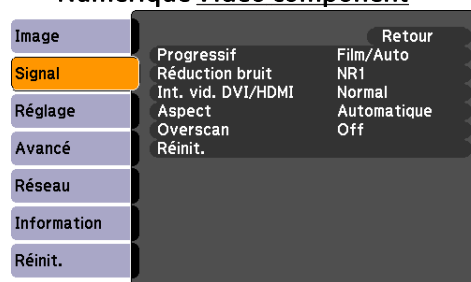 Numérique Vidéo component
Image
Signal
Réglage
Avancé
Réseau
Information
Réinit.
Retour
Progressif Film/Auto
Réduction bruit NR1
Int. vid. DVI/HDMI Normal
Aspect Automatique
Overscan Off
Réinit.